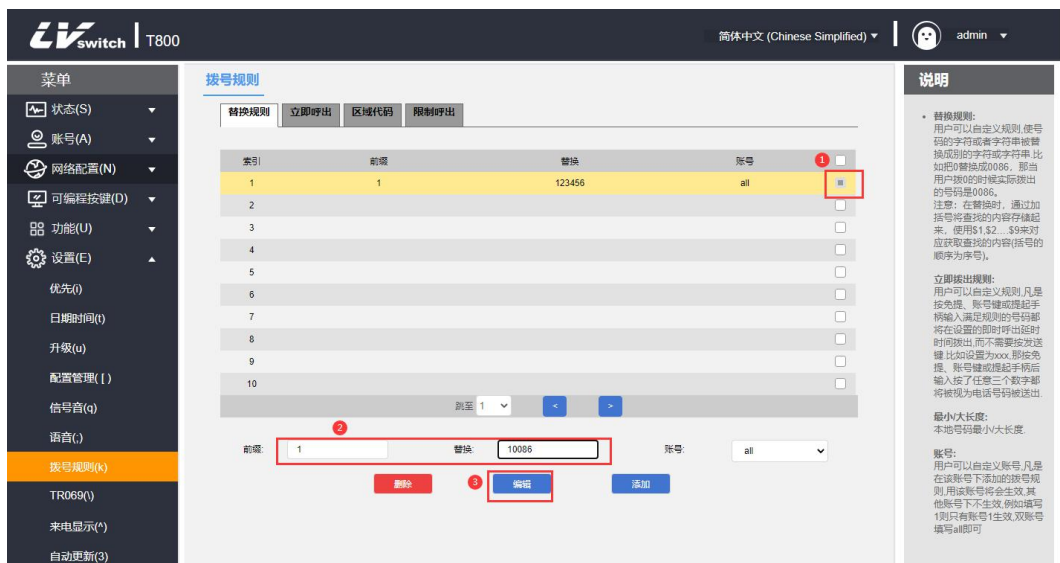 LVswitch T800
简体中文 (Chinese Simplified)
admin
菜单
状态(S)
账号(A)
网络配置(N)
可编程按键(D)
功能(U)
设置(E)
优先(i)
日期时间(t)
升级(u)
配置管理([)
信号音(q)
语音(;)
拨号规则(k)
TR069(\)
来电显示(^)
自动更新(3)
拨号规则
替换规则 立即呼出 区域代码 限制呼出
索引 前缀 替换 账号 1
1 1 123456 all
2
3
4
5
6
7
8
9
10
跳至 1 < >
2
前缀: 1 替换: 10086 账号: all
删除 3 编辑 添加
说明
• 替换规则:
用户可以自定义规则,使号
码的字符或者字符串被替
换成别的字符或字符串.比
如把0替换成0086，那当
用户拨0的时候实际拨出
的号码是0086。
注意：在替换时，通过加
括号将查找的内容存储起
来，使用$1,$2....$9来对
应获取查找的内容(括号的
顺序为序号)。
立即拨出规则:
用户可以自定义规则,凡是
按免提、账号键或提起手
柄输入满足规则的号码都
将在设置的即时呼出延时
时间拨出,而不需要按发送
键.比如设置为xxx.那按免
提、账号键或提起手柄后
输入按了任意三个数字都
将被视为电话号码被送出.
最小/大长度:
本地号码最小/大长度.
账号:
用户可以自定义账号,凡是
在该账号下添加的拨号规
则,用该账号将会生效,其
他账号下不生效,例如填写
1则只有账号1生效,双账号
填写all即可